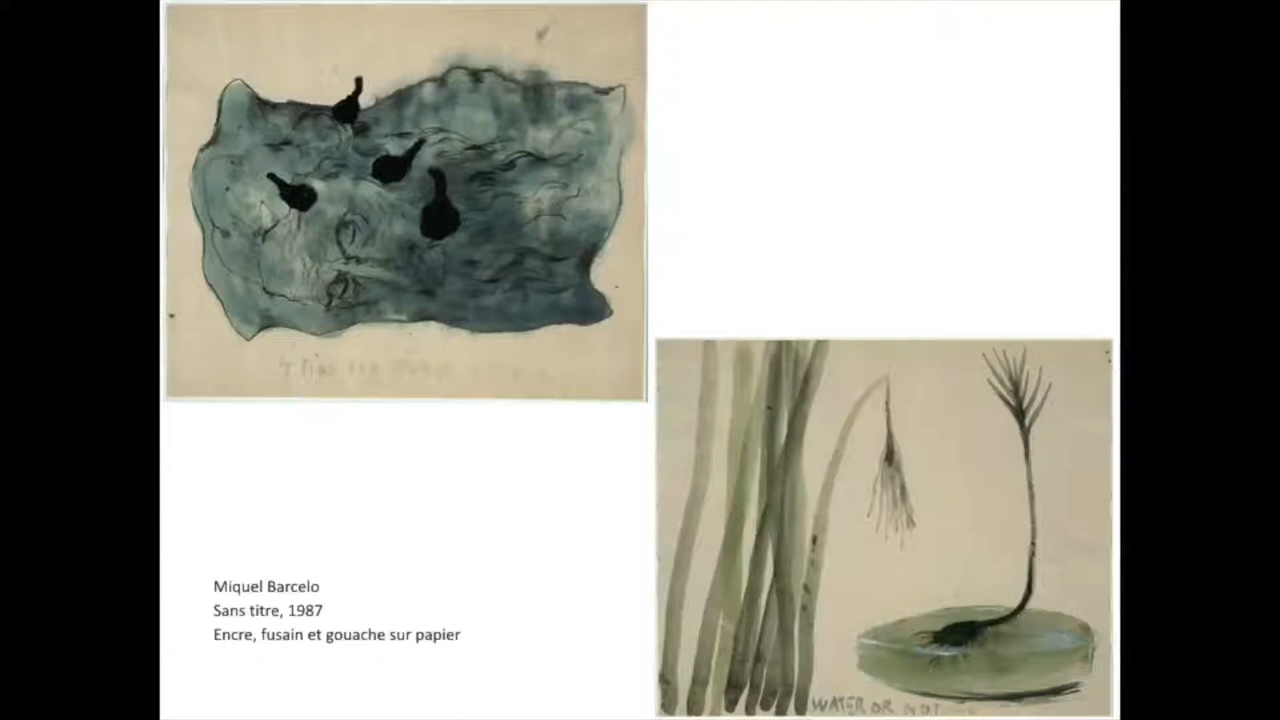 Miquel Barcelo
Sans titre, 1987
Encre, fusain et gouache sur papier
WATER OR NOT